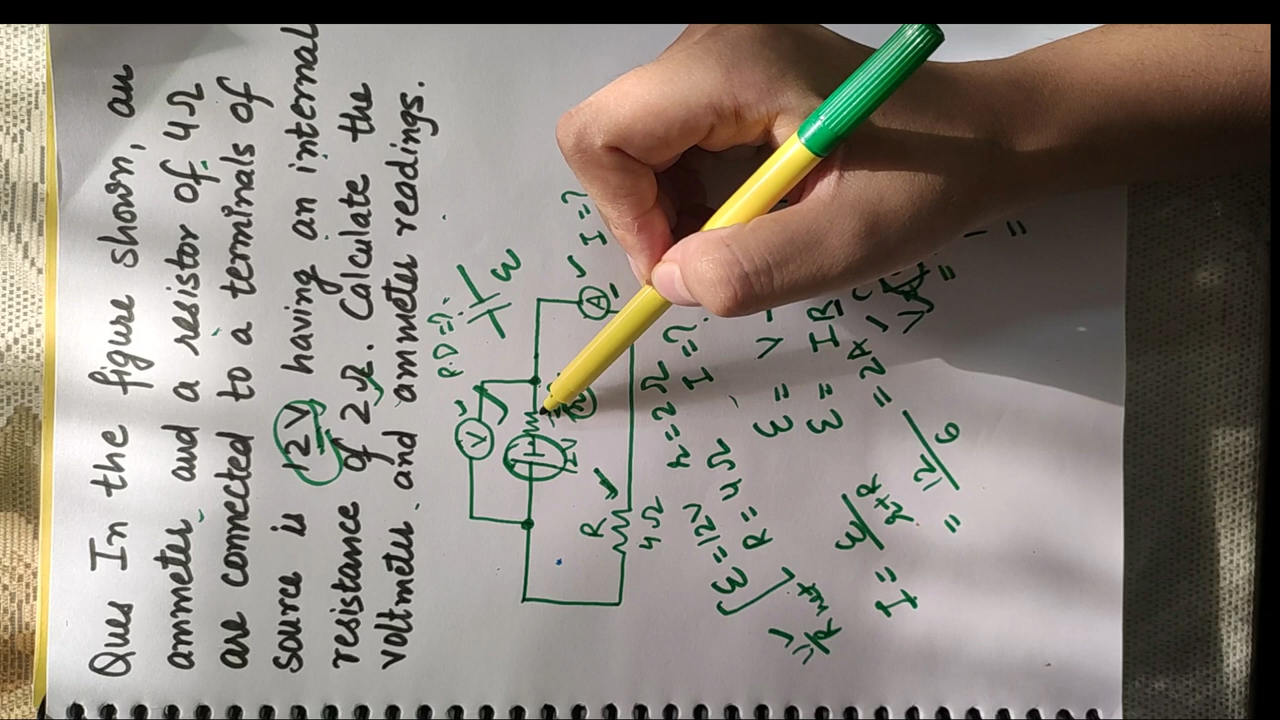 Ques In the figure shown, an
ammeter and a resistor of 4Ω
are connected to a terminals of
source is 12V having an internal
resistance of 2Ω. Calculate the
voltmeter and ammeter readings.
P.D=?
V
ε
12V
A
I=?
R
4Ω
ε=12V r=2Ω
R=4Ω I=?
ε = V
ε = IR
I = ε/r+R = 2A
= 12/6